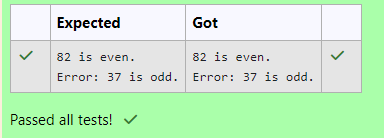 Expected Got
82 is even. 82 is even.
Error: 37 is odd. Error: 37 is odd.
Passed all tests!